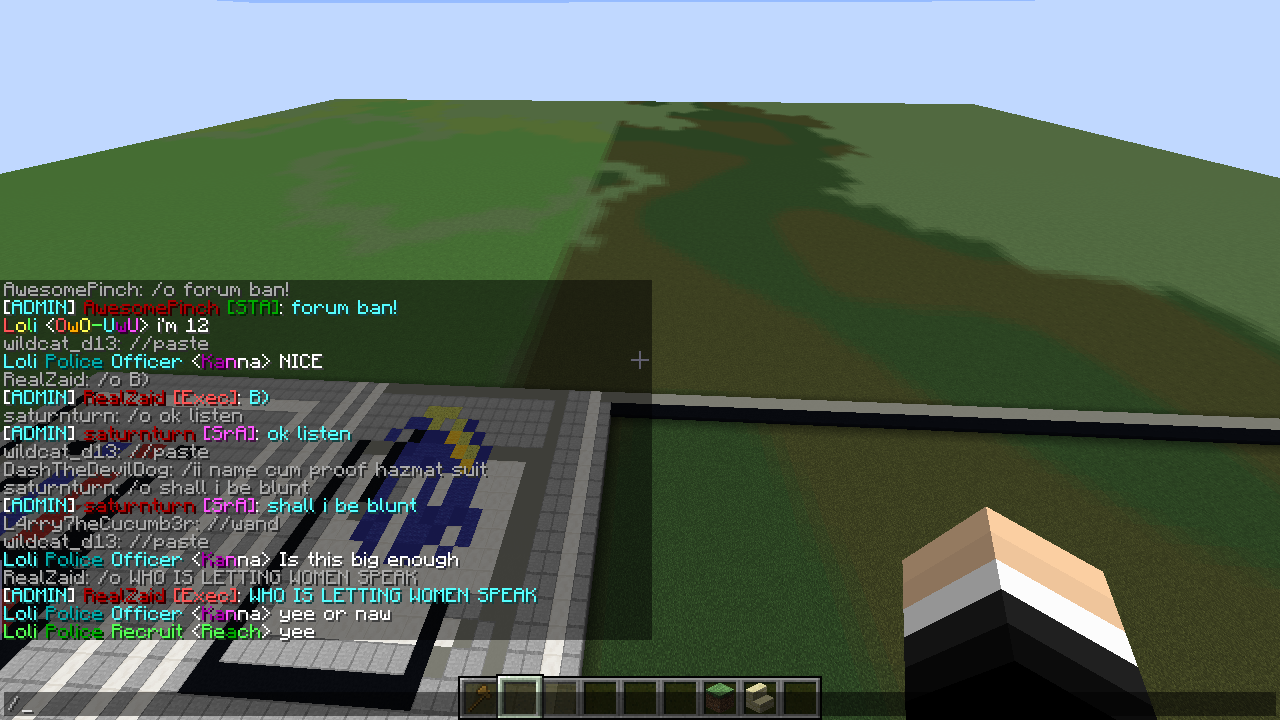 AwesomePinch: /o forum ban!
[ADMIN] AwesomePinch [STA]: forum ban!
Loli <OwO-UwU> i'm 12
wildcat_d13: //paste
Loli Police Officer <Kanna> NICE
RealZaid: /o B)
[ADMIN] RealZaid [Exec]: B)
saturnturn: /o ok listen
[ADMIN] saturnturn [SrA]: ok listen
wildcat_d13: //paste
DashTheDevilDog: /ii name cum proof hazmat suit
saturnturn: /o shall i be blunt
[ADMIN] saturnturn [SrA]: shall i be blunt
L4rry7heCucumb3r: //wand
wildcat_d13: //paste
Loli Police Officer <Kanna> Is this big enough
RealZaid: /o WHO IS LETTING WOMEN SPEAK
[ADMIN] RealZaid [Exec]: WHO IS LETTING WOMEN SPEAK
Loli Police Officer <Kanna> yee or naw
Loli Police Recruit <Reach> yee
/_